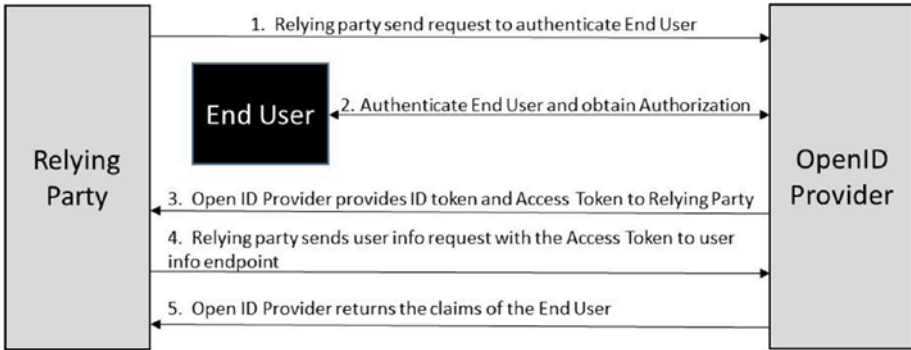 1. Relying party send request to authenticate End User
End User
2. Authenticate End User and obtain Authorization
Relying
Party
OpenID
Provider
3. Open ID Provider provides ID token and Access Token to Relying Party
4. Relying party sends user info request with the Access Token to user
info endpoint
5. Open ID Provider returns the claims of the End User